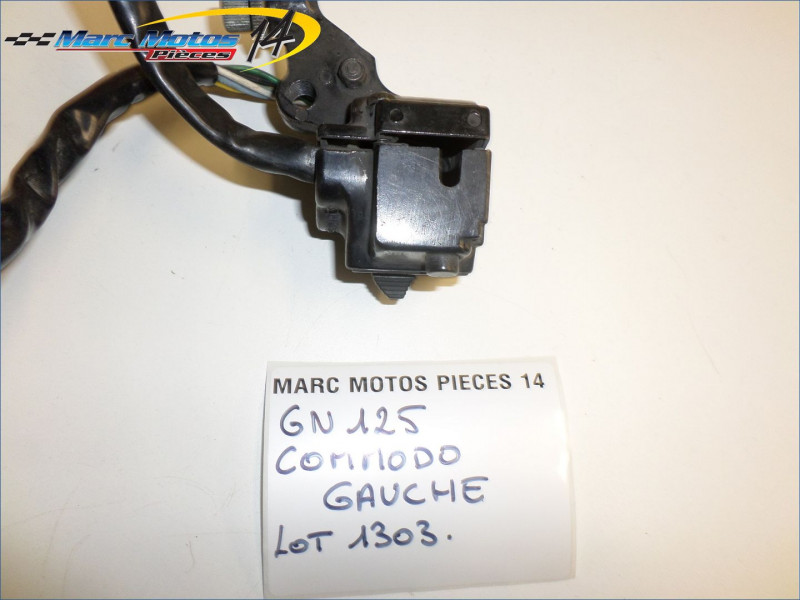 Marc Motos 14
Pièces
MARC MOTOS PIECES 14
GN 125
COMMODO
GAUCHE
LOT 1303.